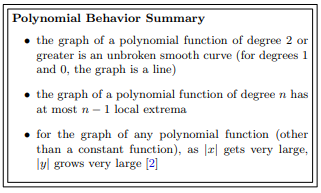 Polynomial Behavior Summary
• the graph of a polynomial function of degree 2 or
greater is an unbroken smooth curve (for degrees 1
and 0, the graph is a line)
• the graph of a polynomial function of degree n has
at most n − 1 local extrema
• for the graph of any polynomial function (other
than a constant function), as |x| gets very large,
|y| grows very large [2]